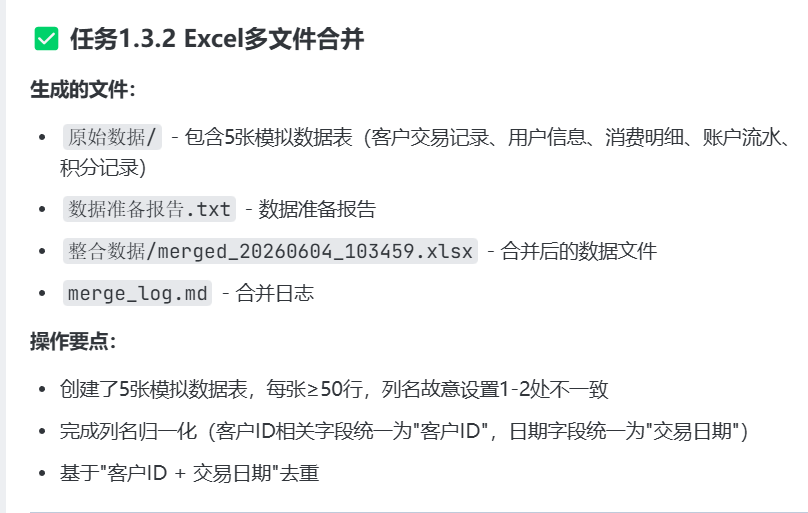 任务1.3.2 Excel多文件合并
生成的文件：
• 原始数据/ - 包含5张模拟数据表（客户交易记录、用户信息、消费明细、账户流水、
积分记录）
• 数据准备报告.txt - 数据准备报告
• 整合数据/merged_20260604_103459.xlsx - 合并后的数据文件
• merge_log.md - 合并日志
操作要点：
• 创建了5张模拟数据表，每张≥50行，列名故意设置1-2处不一致
• 完成列名归一化（客户ID相关字段统一为"客户ID"，日期字段统一为"交易日期"）
• 基于"客户ID + 交易日期"去重